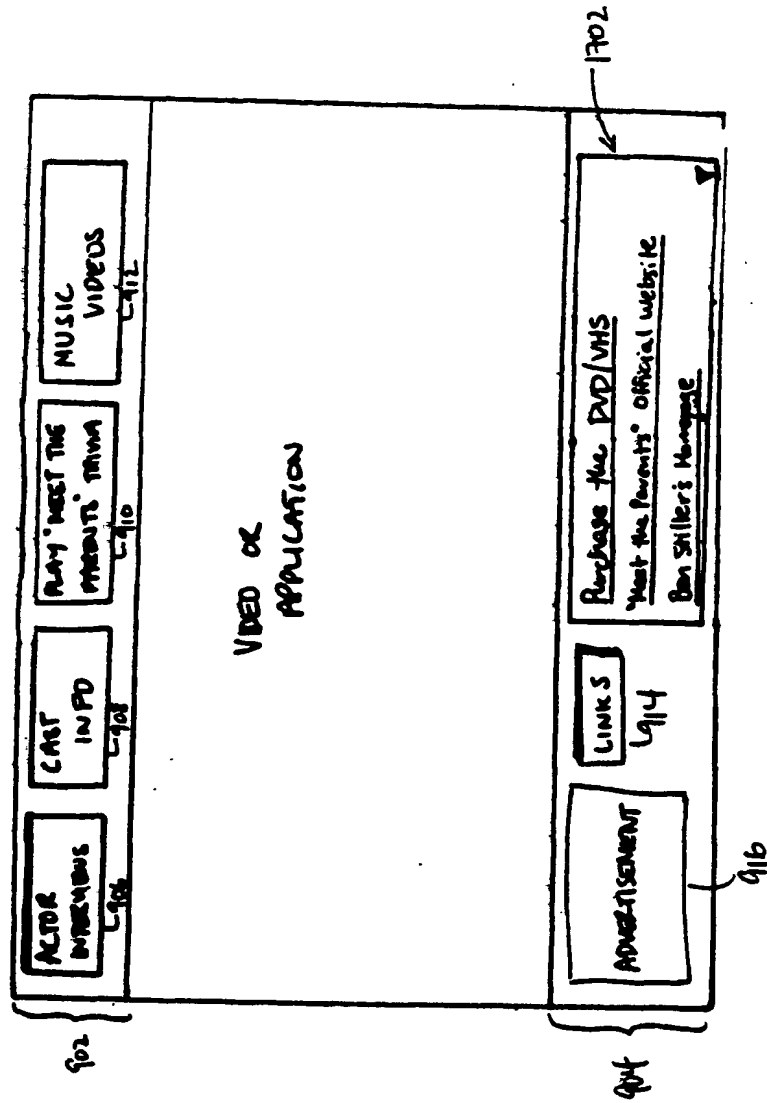 902
ACTOR
INTERVIEWS
906
CAST
INFO
908
PLAY "MEET THE
PARENTS" TRIVIA
910
MUSIC
VIDEOS
912
VIDEO OR
APPLICATION
904
ADVERTISEMENT
916
LINKS
914
Purchase the DVD/VHS
"Meet the Parents" Official Website
Ben Stiller's Homepage
1702